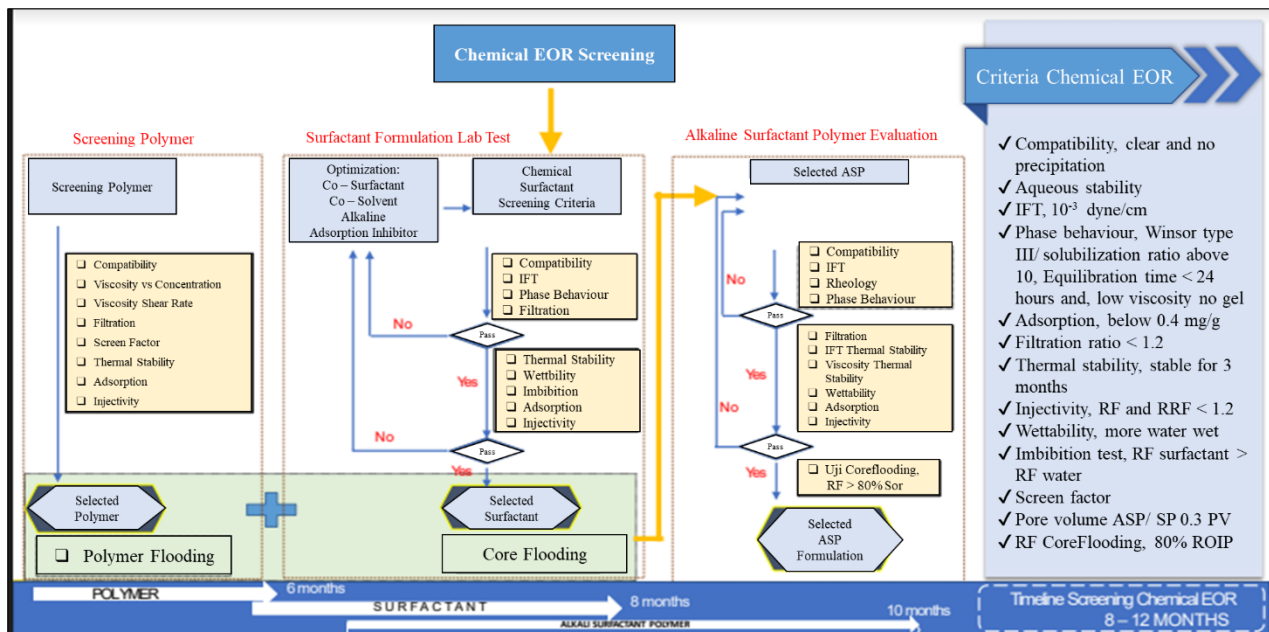 Chemical EOR Screening
Screening Polymer
Screening Polymer
❑ Compatibility
❑ Viscosity vs Concentration
❑ Viscosity Shear Rate
❑ Filtration
❑ Screen Factor
❑ Thermal Stability
❑ Adsorption
❑ Injectivity
Selected
Polymer
❑ Polymer Flooding
Surfactant Formulation Lab Test
Optimization:
Co – Surfactant
Co – Solvent
Alkaline
Adsorption Inhibitor
Chemical
Surfactant
Screening Criteria
❑ Compatibility
❑ IFT
❑ Phase Behaviour
❑ Filtration
No
Pass
Yes
❑ Thermal Stability
❑ Wettbility
❑ Imbibition
❑ Adsorption
❑ Injectivity
No
Pass
Yes
Selected
Surfactant
Core Flooding
Alkaline Surfactant Polymer Evaluation
Selected ASP
❑ Compatibility
❑ IFT
❑ Rheology
❑ Phase Behaviour
No
Pass
Yes
❑ Filtration
❑ IFT Thermal Stability
❑ Viscosity Thermal
Stability
❑ Wettability
❑ Adsorption
❑ Injectivity
No
Pass
Yes
❑ Uji Coreflooding,
RF > 80% Sor
Selected
ASP
Formulation
Criteria Chemical EOR
✓ Compatibility, clear and no
precipitation
✓ Aqueous stability
✓ IFT, 10⁻³ dyne/cm
✓ Phase behaviour, Winsor type
III/ solubilization ratio above
10, Equilibration time < 24
hours and, low viscosity no gel
✓ Adsorption, below 0.4 mg/g
✓ Filtration ratio < 1.2
✓ Thermal stability, stable for 3
months
✓ Injectivity, RF and RRF < 1.2
✓ Wettability, more water wet
✓ Imbibition test, RF surfactant >
RF water
✓ Screen factor
✓ Pore volume ASP/ SP 0.3 PV
✓ RF CoreFlooding, 80% ROIP
POLYMER
6 months
SURFACTANT
8 months
ALKALI SURFACTANT POLYMER
10 months
Timeline Screening Chemical EOR
8 – 12 MONTHS